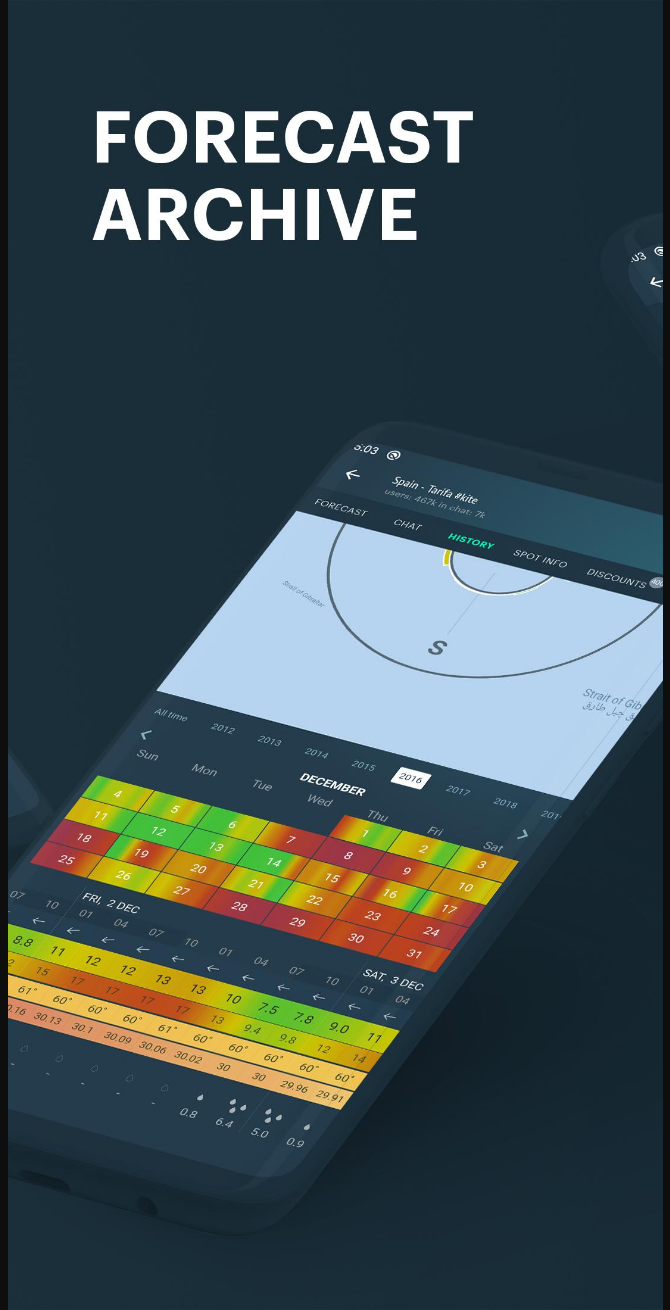 FORECAST
ARCHIVE
:03
5:03
Spain - Tarifa #kite
users: 467k in chat: 7k
FORECAST CHAT HISTORY SPOT INFO DISCOUNTS
Strait of Gibraltar
S
Strait of Gib
All time 2012 2013 2014 2015 2016 2017 2018 201
DECEMBER
Sun Mon Tue Wed Thu Fri Sat
1 2 3
4 5 6 7 8 9 10
11 12 13 14 15 16 17
18 19 20 21 22 23 24
25 26 27 28 29 30 31
FRI, 2 DEC SAT, 3 DEC
07 10 01 04 07 10 01 04 07 10 01 04
8.8 11 12 12 13 13 10 7.5 7.8 9.0 11
2 15 17 17 17 17 13 9.4 9.8 12 14
61° 60° 60° 60° 61° 60° 60° 60° 60° 60°
0.16 30.13 30.1 30.09 30.06 30.02 30 30 29.96 29.91
- - - - - 0.8 6.4 5.0 0.9